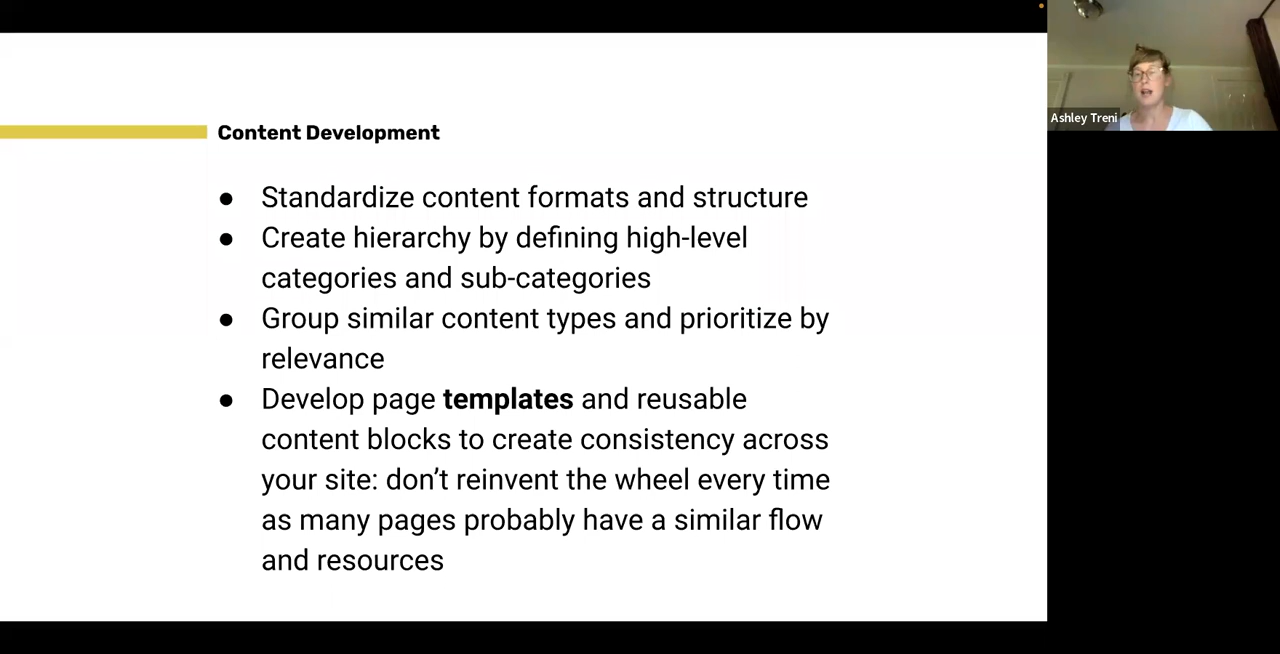 Content Development
● Standardize content formats and structure
● Create hierarchy by defining high-level
categories and sub-categories
● Group similar content types and prioritize by
relevance
● Develop page templates and reusable
content blocks to create consistency across
your site: don’t reinvent the wheel every time
as many pages probably have a similar flow
and resources
Ashley Treni